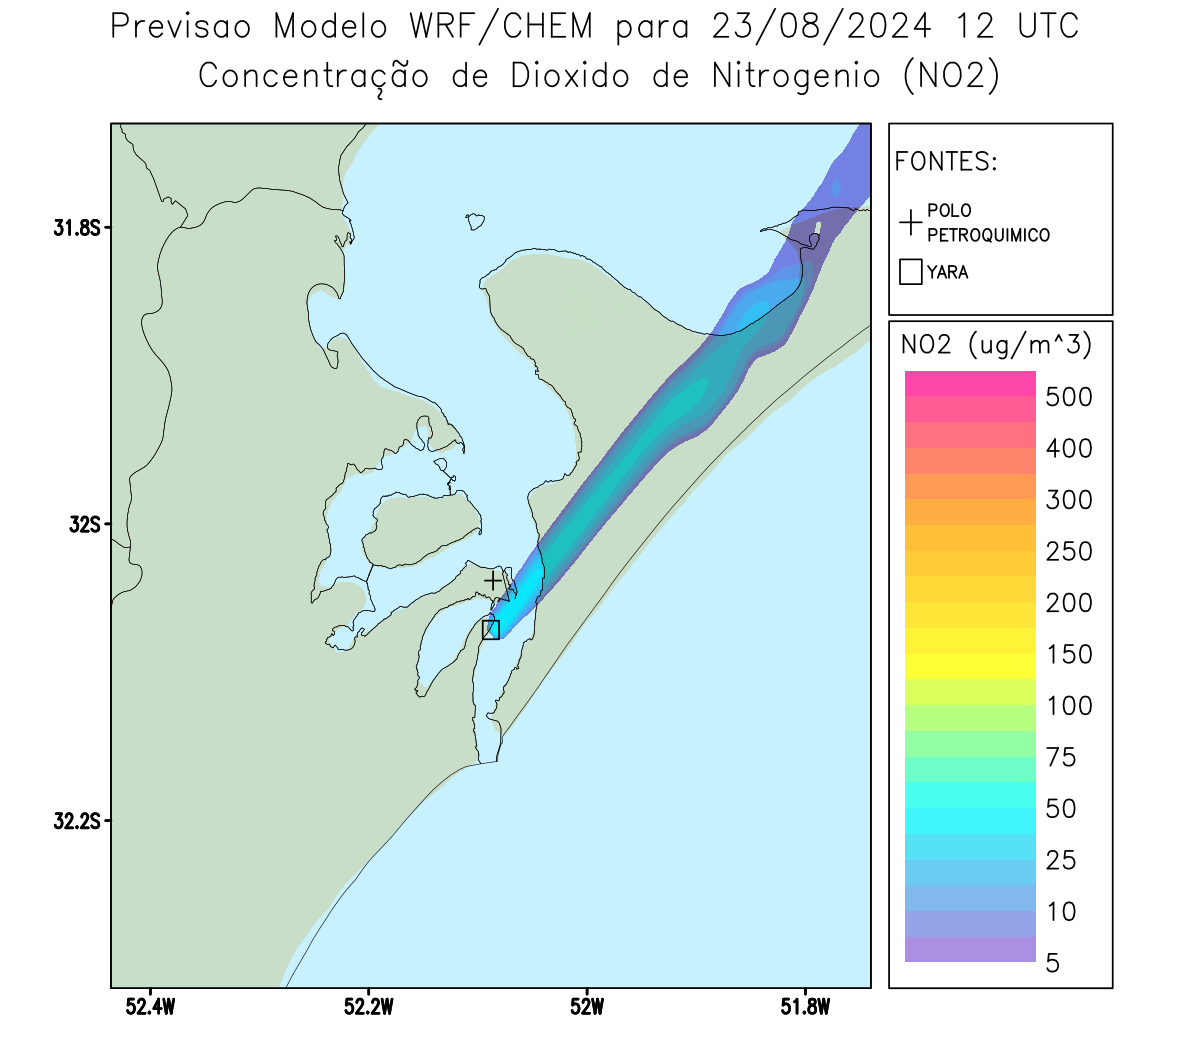 Previsao Modelo WRF/CHEM para 23/08/2024 12 UTC
Concentração de Dioxido de Nitrogenio (NO2)
FONTES:
POLO
PETROQUIMICO
YARA
NO2 (ug/m^3)
500
400
300
250
200
150
100
75
50
25
10
5
31.8S
32S
32.2S
52.4W
52.2W
52W
51.8W